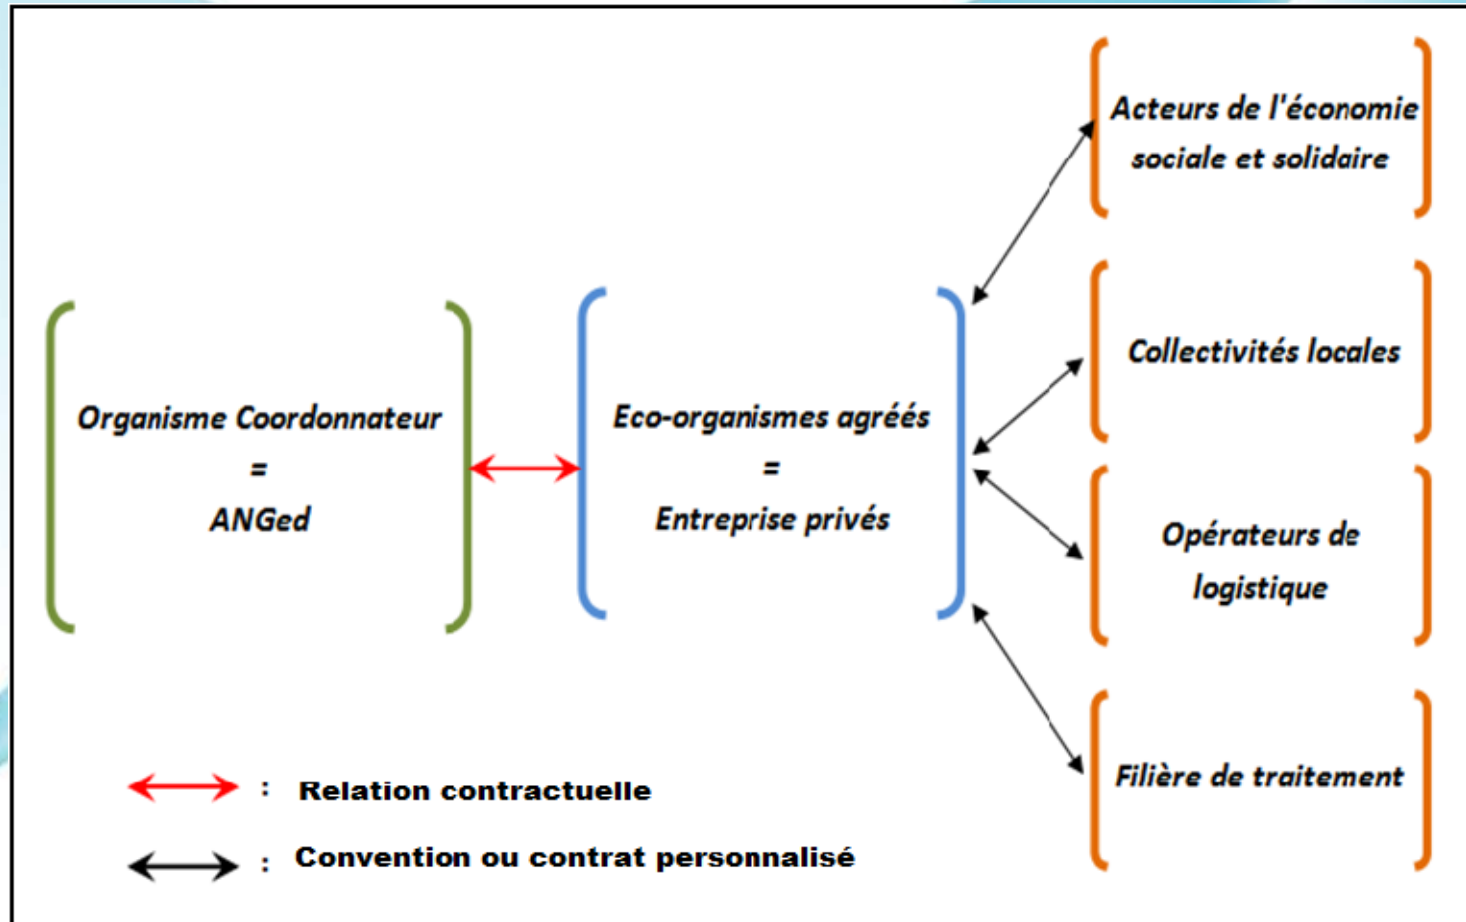 Acteurs de l'économie
sociale et solidaire
Collectivités locales
Organisme Coordonnateur
=
ANGed
Eco-organismes agréés
=
Entreprise privés
Opérateurs de
logistique
Filière de traitement
: Relation contractuelle
: Convention ou contrat personnalisé